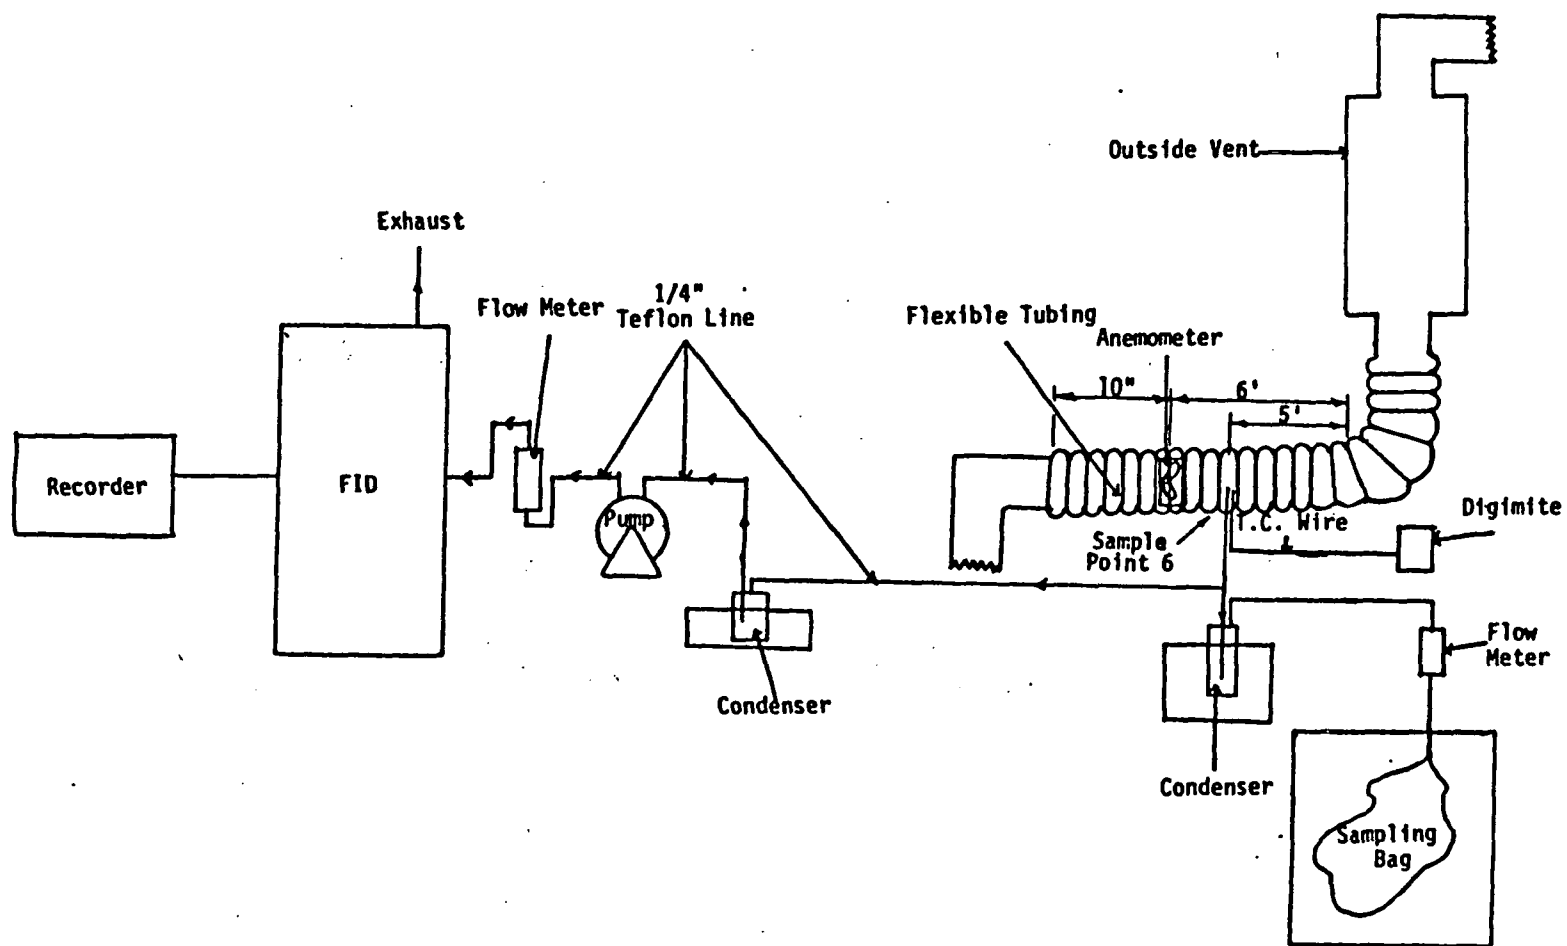 Outside Vent
Exhaust
1/4"
Teflon Line
Flow Meter
Flexible Tubing
Anemometer
10"
6'
5'
Recorder
FID
Pump
T.C. Wire
Digimite
Sample
Point 6
Condenser
Flow
Meter
Condenser
Sampling
Bag